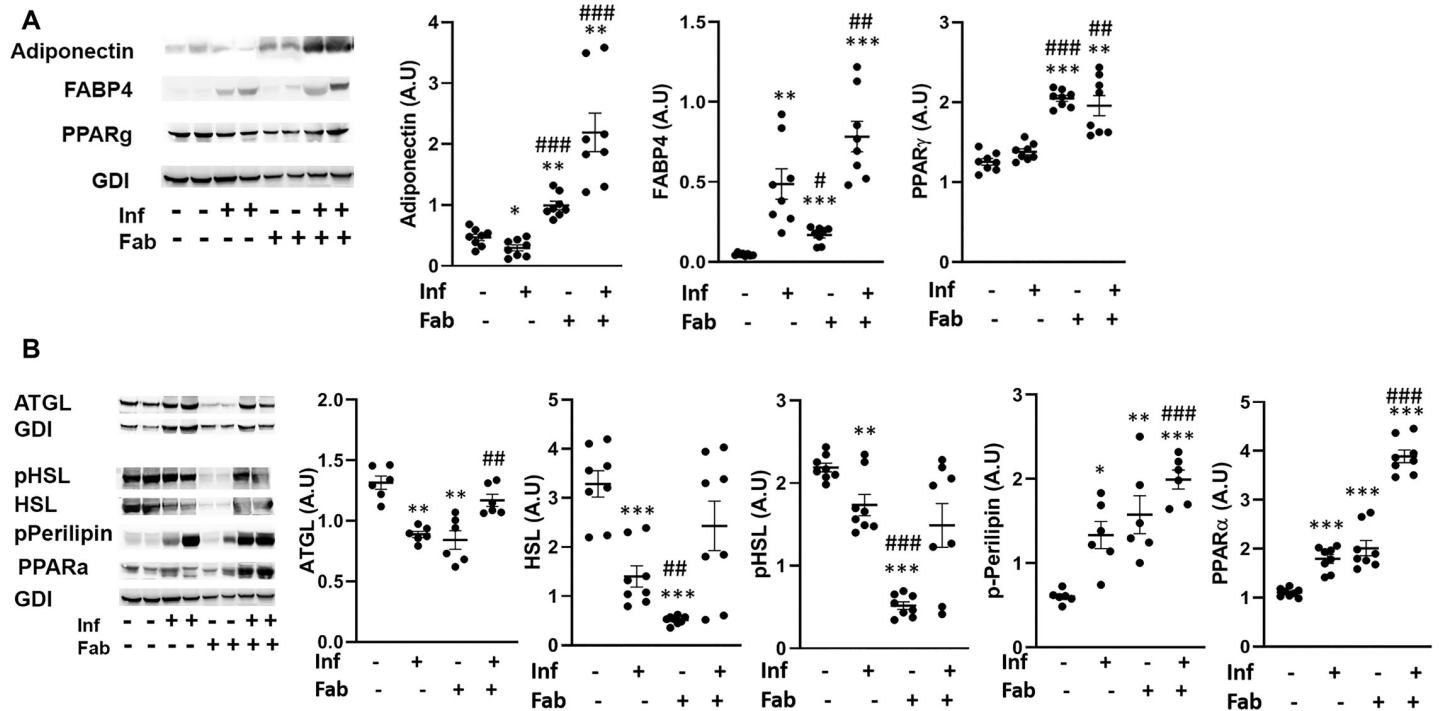 A
Adiponectin
FABP4
PPARg
GDI
Inf - - + + - - + +
Fab - - - - + + + +
Adiponectin (A.U)
4
3
2
1
0
*
###
**
###
**
Inf - + - +
Fab - - + +
FABP4 (A.U)
1.5
1.0
0.5
0.0
**
#
***
##
***
Inf - + - +
Fab - - + +
PPARγ (A.U)
3
2
1
0
###
***
##
**
Inf - + - +
Fab - - + +
B
ATGL
GDI
pHSL
HSL
pPerilipin
PPARa
GDI
Inf - - + + - - + +
Fab - - - - + + + +
ATGL (A.U)
2.0
1.5
1.0
0.5
0.0
**
**
##
Inf - + - +
Fab - - + +
HSL (A.U)
5
4
3
2
1
0
***
##
***
Inf - + - +
Fab - - + +
pHSL (A.U)
3
2
1
0
**
###
***
Inf - + - +
Fab - - + +
p-Perilipin (A.U)
3
2
1
0
*
**
###
***
Inf - + - +
Fab - - + +
PPARα (A.U)
5
4
3
2
1
0
***
***
###
***
Inf - + - +
Fab - - + +